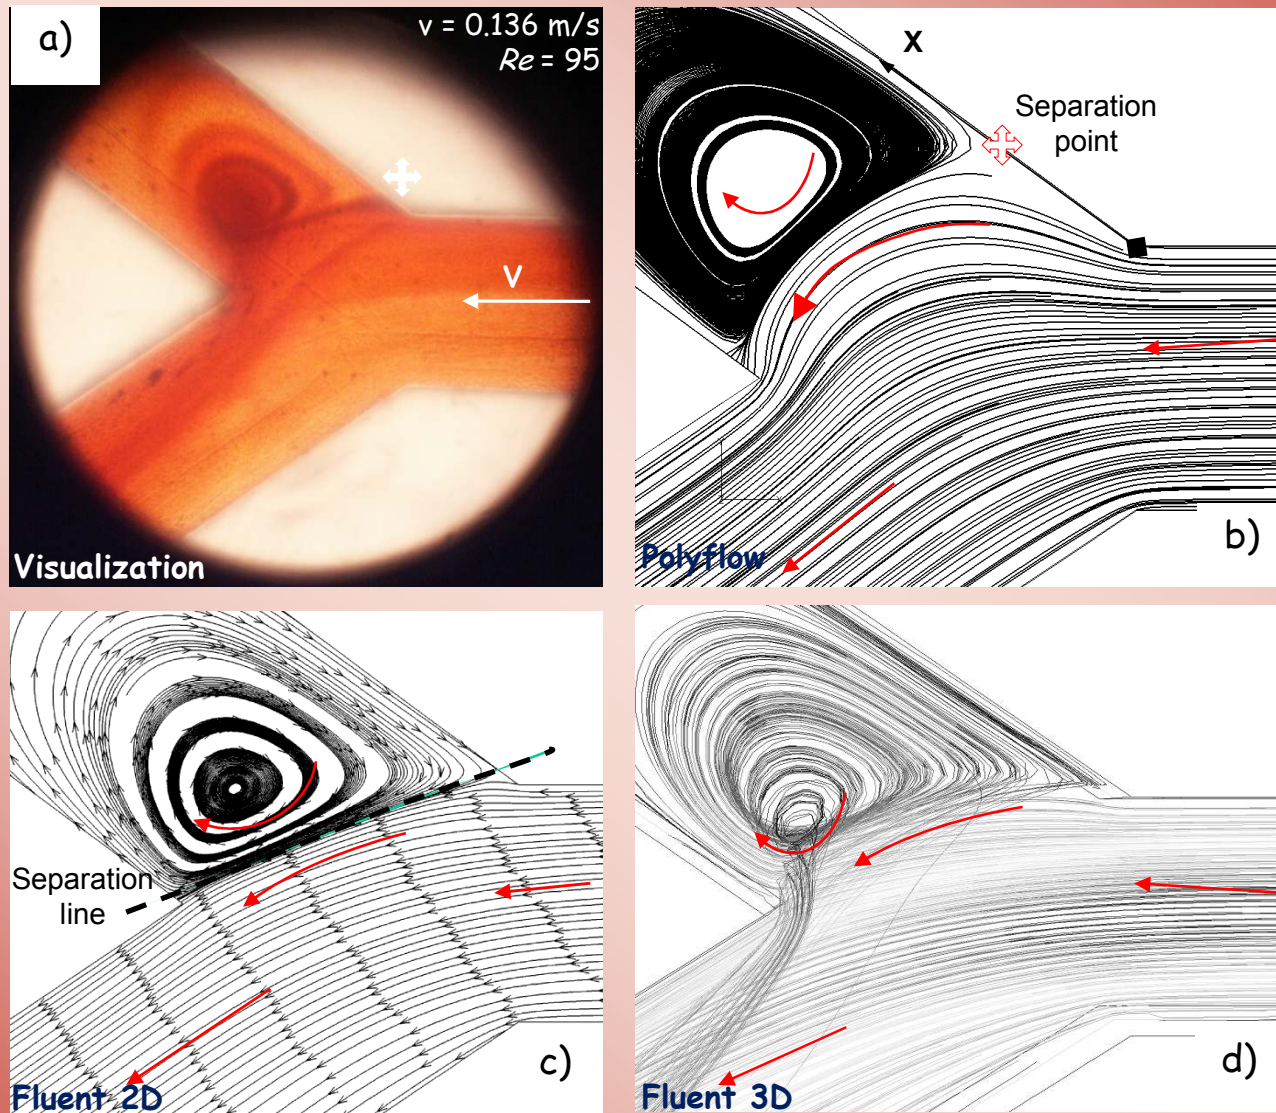 a)
v = 0.136 m/s
Re = 95
V
Visualization
X
Separation
point
b)
Polyflow
Separation
line
c)
Fluent 2D
d)
Fluent 3D